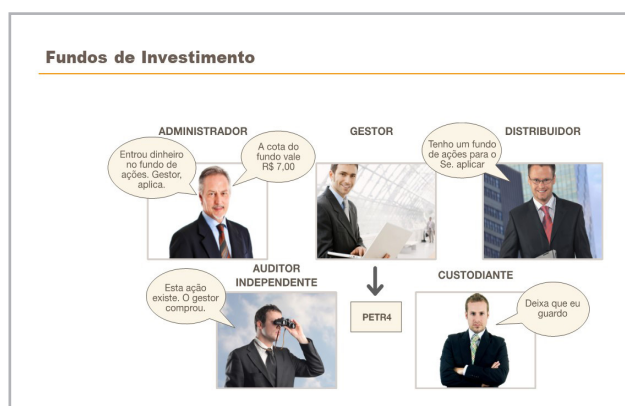 Fundos de Investimento
ADMINISTRADOR
GESTOR
DISTRIBUIDOR
Entrou dinheiro
no fundo de
ações. Gestor,
aplica.
A cota do
fundo vale
R$ 7,00
Tenho um fundo
de ações para o
Se. aplicar
AUDITOR
INDEPENDENTE
CUSTODIANTE
Esta ação
existe. O gestor
comprou.
PETR4
Deixa que eu
guardo